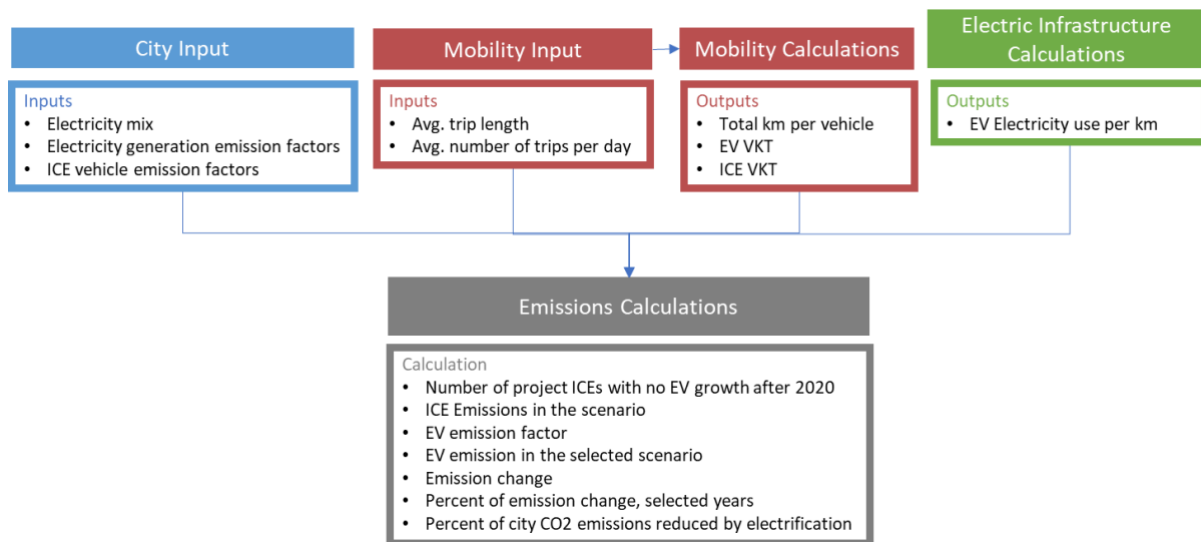 City Input
Inputs
• Electricity mix
• Electricity generation emission factors
• ICE vehicle emission factors
Mobility Input
Inputs
• Avg. trip length
• Avg. number of trips per day
Mobility Calculations
Outputs
• Total km per vehicle
• EV VKT
• ICE VKT
Electric Infrastructure
Calculations
Outputs
• EV Electricity use per km
Emissions Calculations
Calculation
• Number of project ICEs with no EV growth after 2020
• ICE Emissions in the scenario
• EV emission factor
• EV emission in the selected scenario
• Emission change
• Percent of emission change, selected years
• Percent of city CO2 emissions reduced by electrification